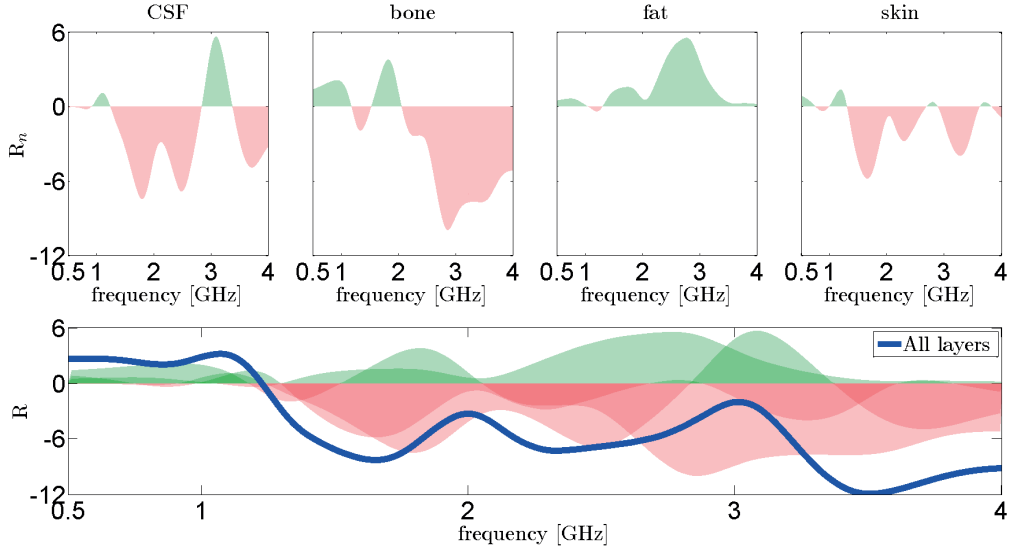 CSF bone fat skin
6
0
-6
-12
R_n
0.5 1 2 3 4 0.5 1 2 3 4 0.5 1 2 3 4 0.5 1 2 3 4
frequency [GHz] frequency [GHz] frequency [GHz] frequency [GHz]
6
0
-6
-12
R
All layers
0.5 1 2 3 4
frequency [GHz]